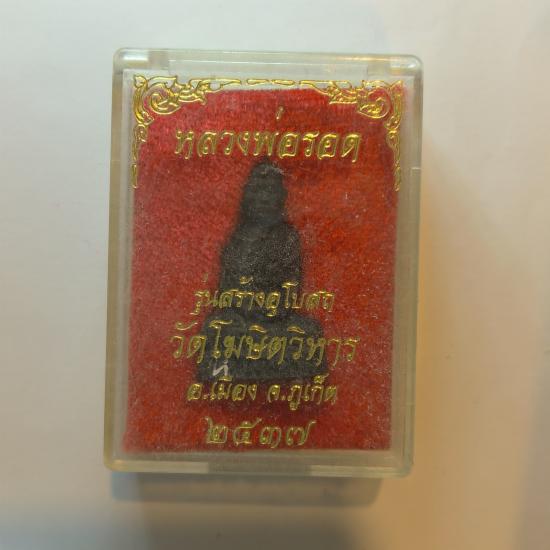 หลวงพ่อรอด
รุ่นสร้างอุโบสถ
วัดโฆษิตวิหาร
อ.เมือง จ.ภูเก็ต
๒๕๓๗